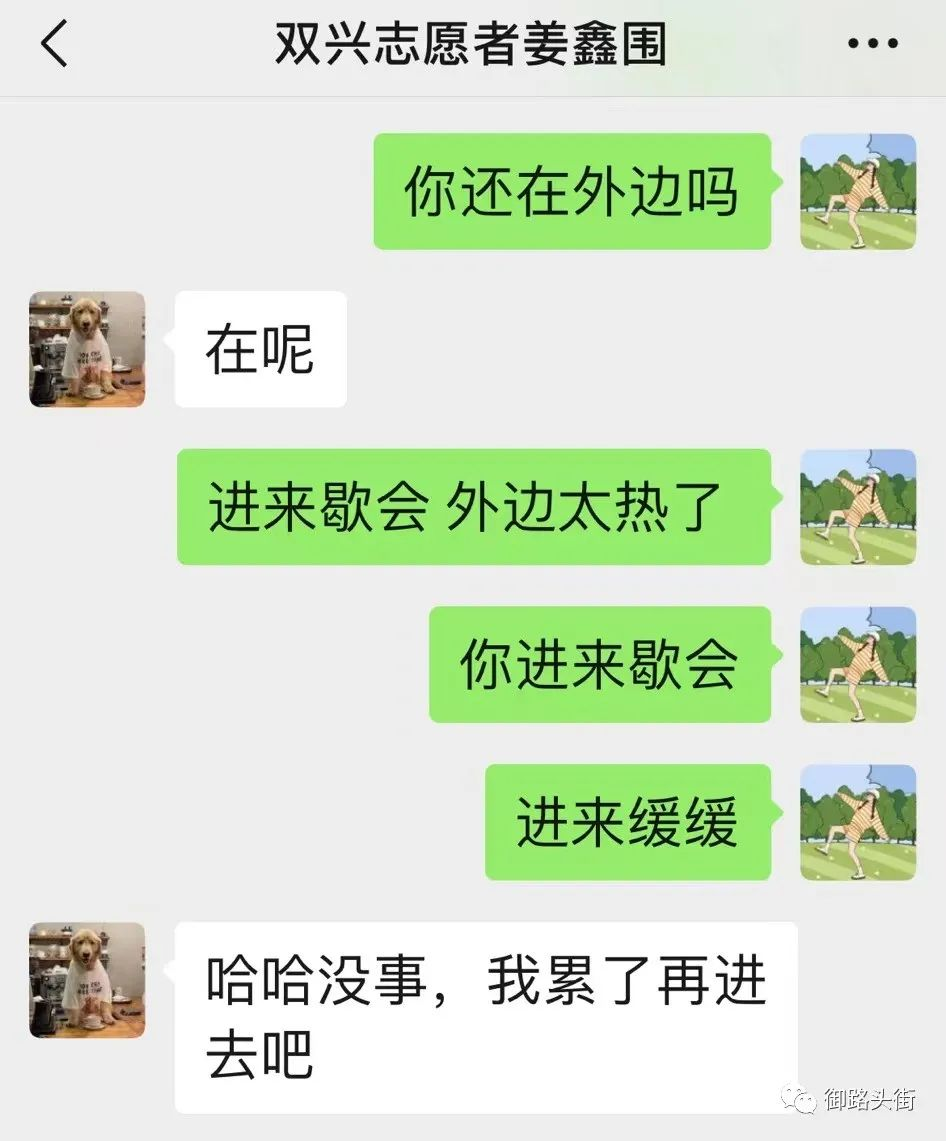 双兴志愿者姜鑫围
你还在外边吗
在呢
进来歇会 外边太热了
你进来歇会
进来缓缓
哈哈没事，我累了再进
去吧
御路头街